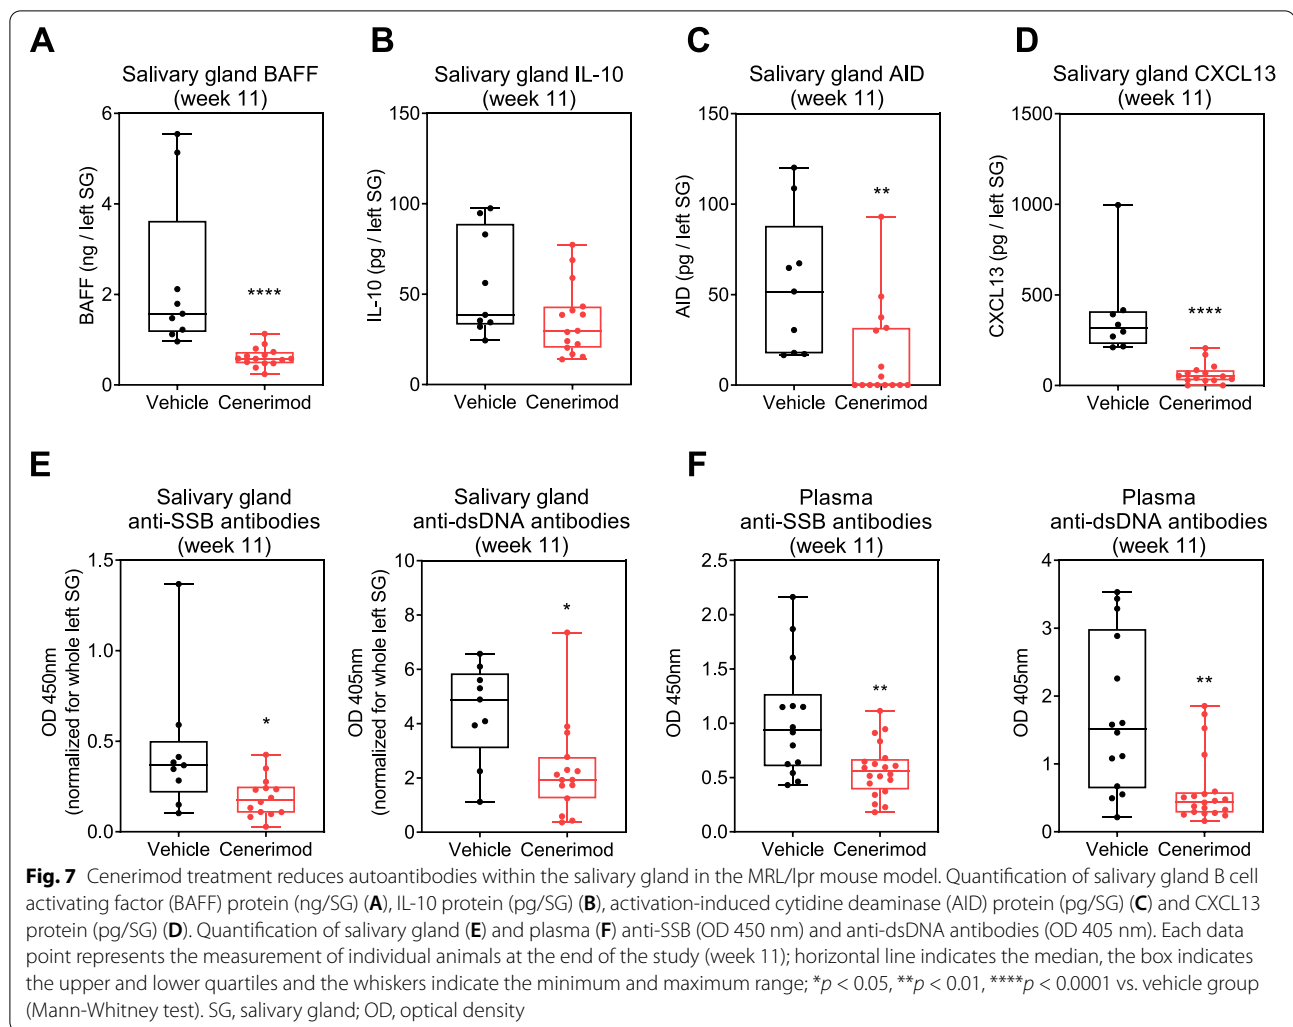 A
Salivary gland BAFF
(week 11)
BAFF (ng / left SG)
6
4
2
0
****
Vehicle Cenerimod
B
Salivary gland IL-10
(week 11)
IL-10 (pg / left SG)
150
100
50
0
Vehicle Cenerimod
C
Salivary gland AID
(week 11)
AID (pg / left SG)
150
100
50
0
**
Vehicle Cenerimod
D
Salivary gland CXCL13
(week 11)
CXCL13 (pg / left SG)
1500
1000
500
0
****
Vehicle Cenerimod
E
Salivary gland
anti-SSB antibodies
(week 11)
OD 450nm
(normalized for whole left SG)
1.5
1.0
0.5
0.0
*
Vehicle Cenerimod
Salivary gland
anti-dsDNA antibodies
(week 11)
OD 405nm
(normalized for whole left SG)
10
8
6
4
2
0
*
Vehicle Cenerimod
F
Plasma
anti-SSB antibodies
(week 11)
OD 450nm
2.5
2.0
1.5
1.0
0.5
0.0
**
Vehicle Cenerimod
Plasma
anti-dsDNA antibodies
(week 11)
OD 405nm
4
3
2
1
0
**
Vehicle Cenerimod
Fig. 7 Cenerimod treatment reduces autoantibodies within the salivary gland in the MRL/lpr mouse model. Quantification of salivary gland B cell
activating factor (BAFF) protein (ng/SG) (A), IL-10 protein (pg/SG) (B), activation-induced cytidine deaminase (AID) protein (pg/SG) (C) and CXCL13
protein (pg/SG) (D). Quantification of salivary gland (E) and plasma (F) anti-SSB (OD 450 nm) and anti-dsDNA antibodies (OD 405 nm). Each data
point represents the measurement of individual animals at the end of the study (week 11); horizontal line indicates the median, the box indicates
the upper and lower quartiles and the whiskers indicate the minimum and maximum range; *p < 0.05, **p < 0.01, ****p < 0.0001 vs. vehicle group
(Mann-Whitney test). SG, salivary gland; OD, optical density